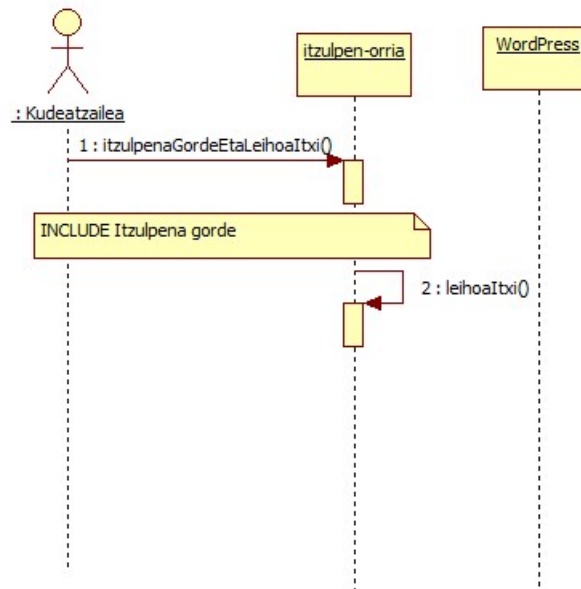 itzulpen-orria
WordPress
: Kudeatzailea
1 : itzulpenaGordeEtaLeihoaItxi()
INCLUDE Itzulpena gorde
2 : leihoaItxi()